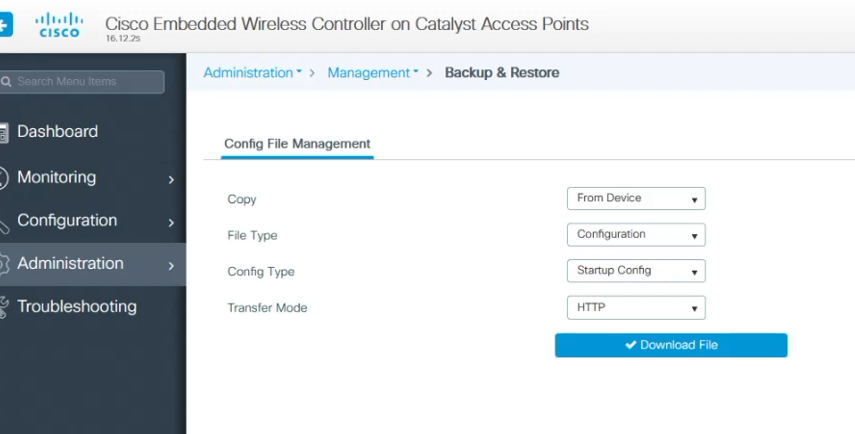 cisco
Cisco Embedded Wireless Controller on Catalyst Access Points
16.12.2s
Search Menu Items
Dashboard
Monitoring
Configuration
Administration
Troubleshooting
Administration > Management > Backup & Restore
Config File Management
Copy From Device
File Type Configuration
Config Type Startup Config
Transfer Mode HTTP
Download File